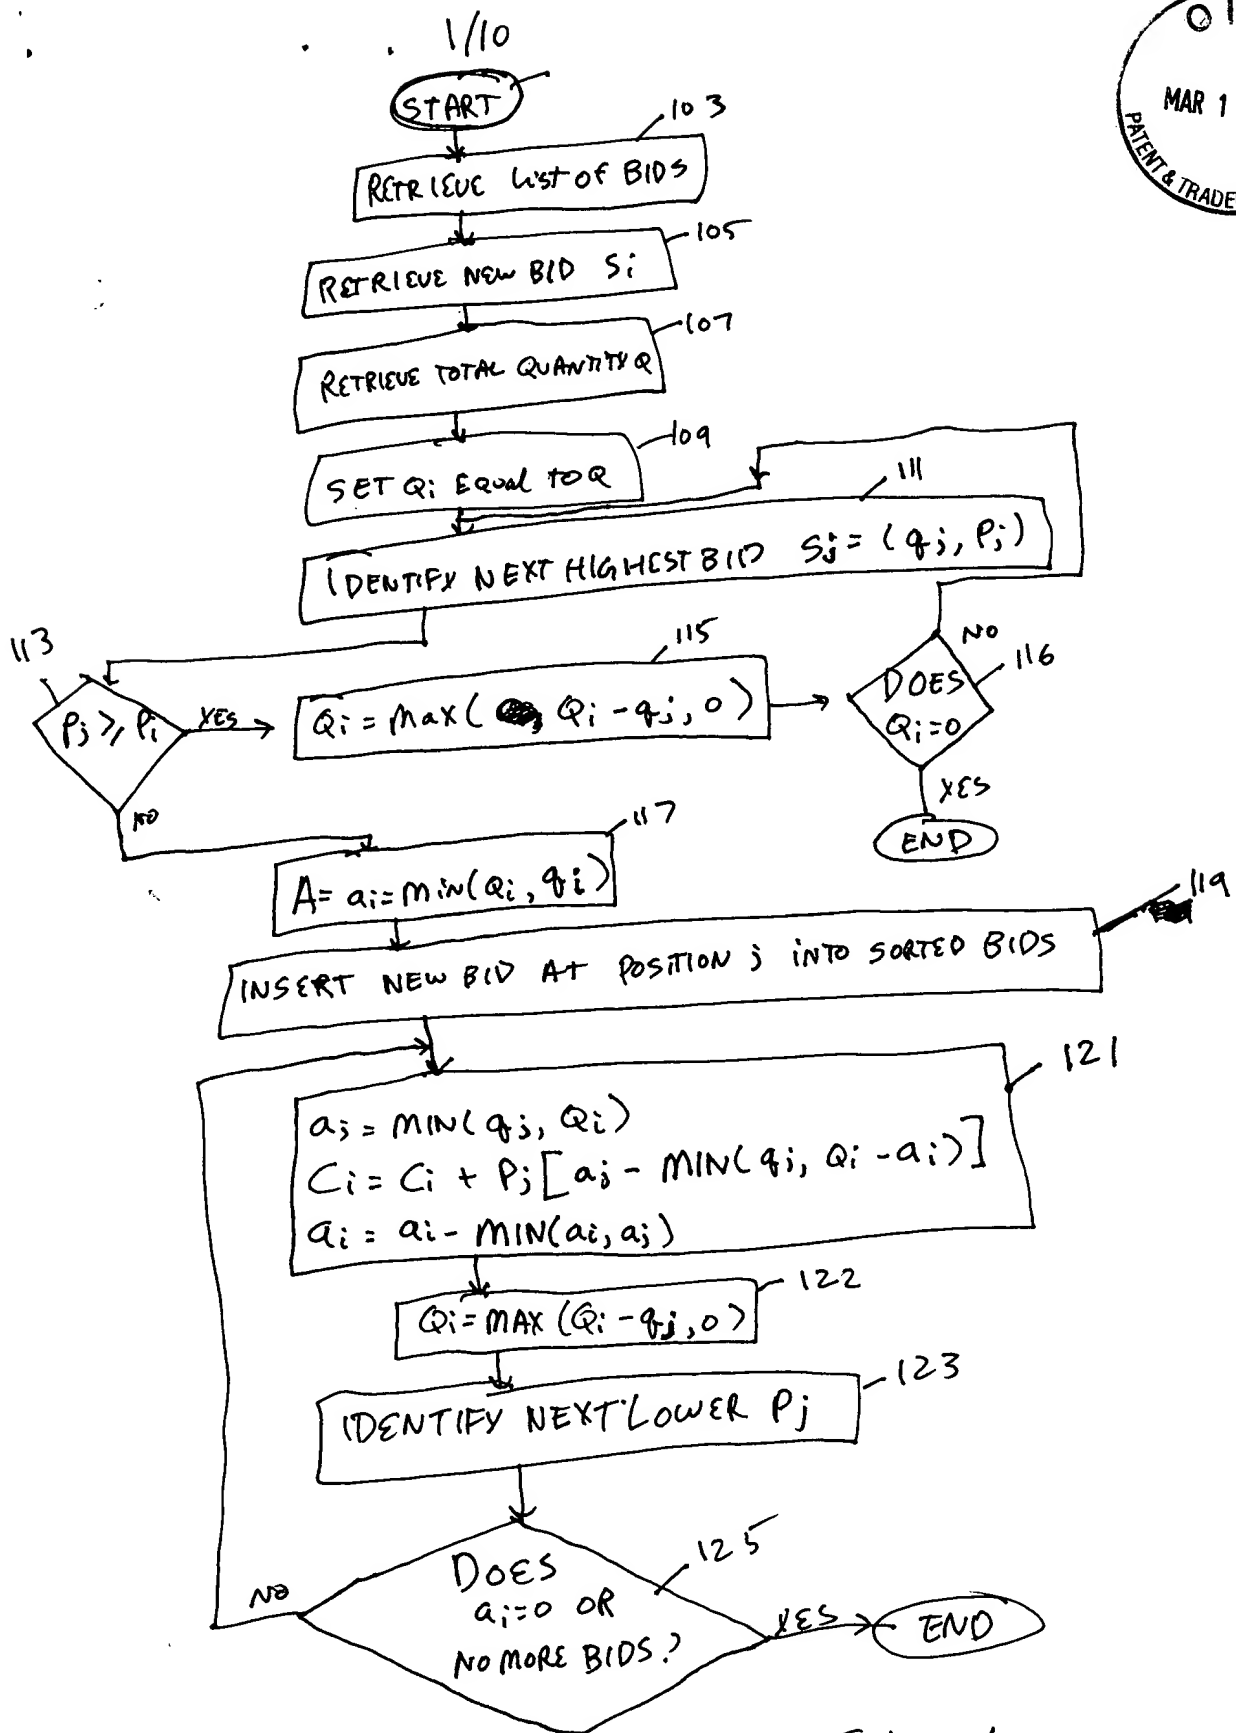 1/10
START
103
RETRIEVE List of BIDS
105
RETRIEVE NEW BID Si
107
RETRIEVE TOTAL QUANTITY Q
109
SET Qi Equal to Q
111
IDENTIFY NEXT HIGHEST BID Sj = (qj, Pj)
113
Pj ≥ Pi
YES
115
Qi = Max( Qi - qj, 0 )
NO
116
DOES
Qi=0
YES
END
NO
117
A= ai= min(Qi, qi)
119
INSERT NEW BID At POSITION j iNTO SORTED BIDS
121
aj = MIN(qj, Qi)
Ci = Ci + Pj [aj - MIN(qj, Qi - ai)]
ai = ai - MIN(ai, aj)
122
Qi = MAX (Qi - qj, 0)
123
IDENTIFY NEXT LOWER Pj
125
DOES
ai=0 OR
NO MORE BIDS?
NO
YES
END
MAR 1
PATENT & TRADE